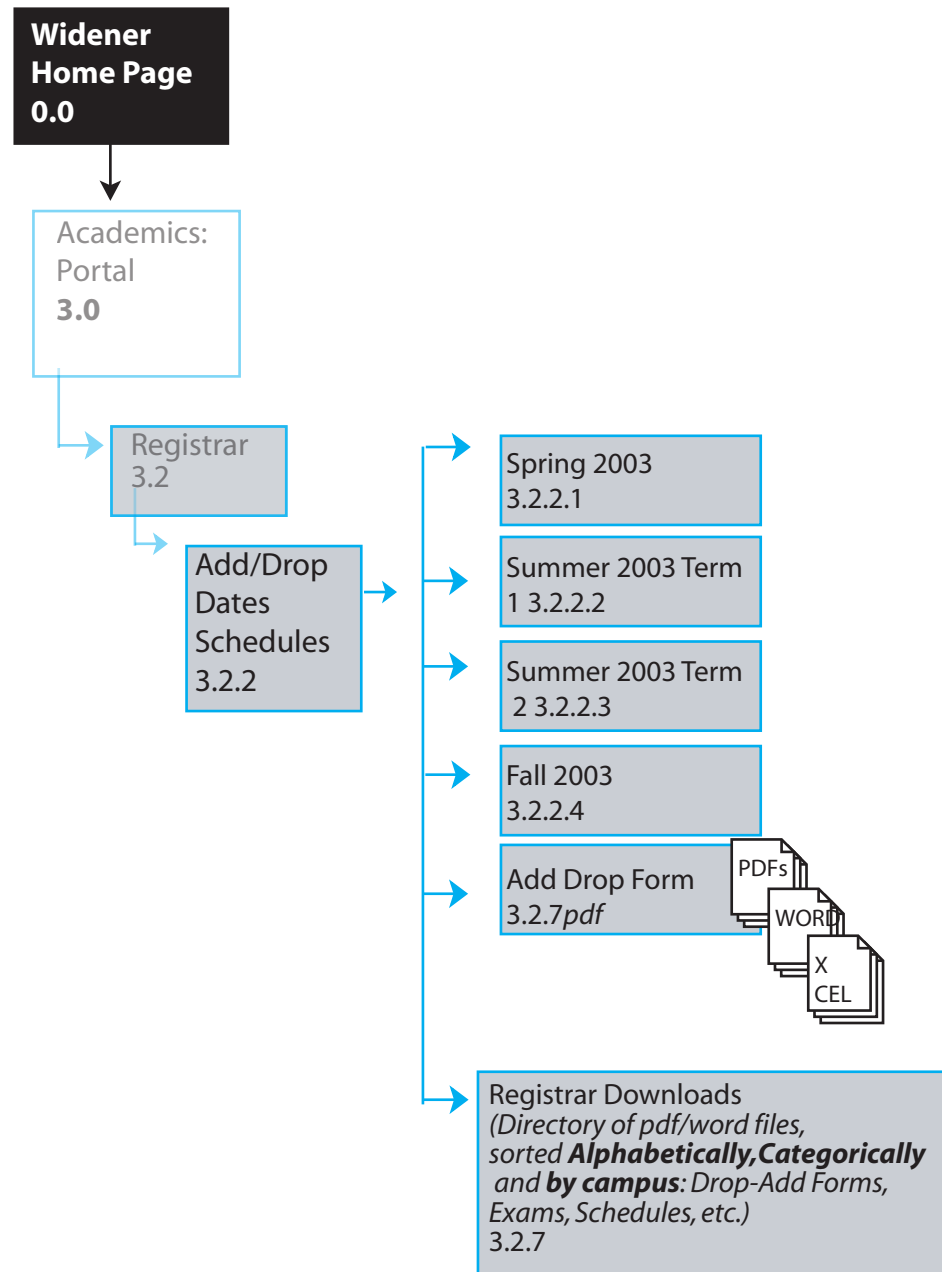 Widener
Home Page
0.0
Academics:
Portal
3.0
Registrar
3.2
Add/Drop
Dates
Schedules
3.2.2
Spring 2003
3.2.2.1
Summer 2003 Term
1 3.2.2.2
Summer 2003 Term
2 3.2.2.3
Fall 2003
3.2.2.4
Add Drop Form
3.2.7pdf
PDFs
WORD
X
CEL
Registrar Downloads
(Directory of pdf/word files,
sorted Alphabetically,Categorically
and by campus: Drop-Add Forms,
Exams, Schedules, etc.)
3.2.7